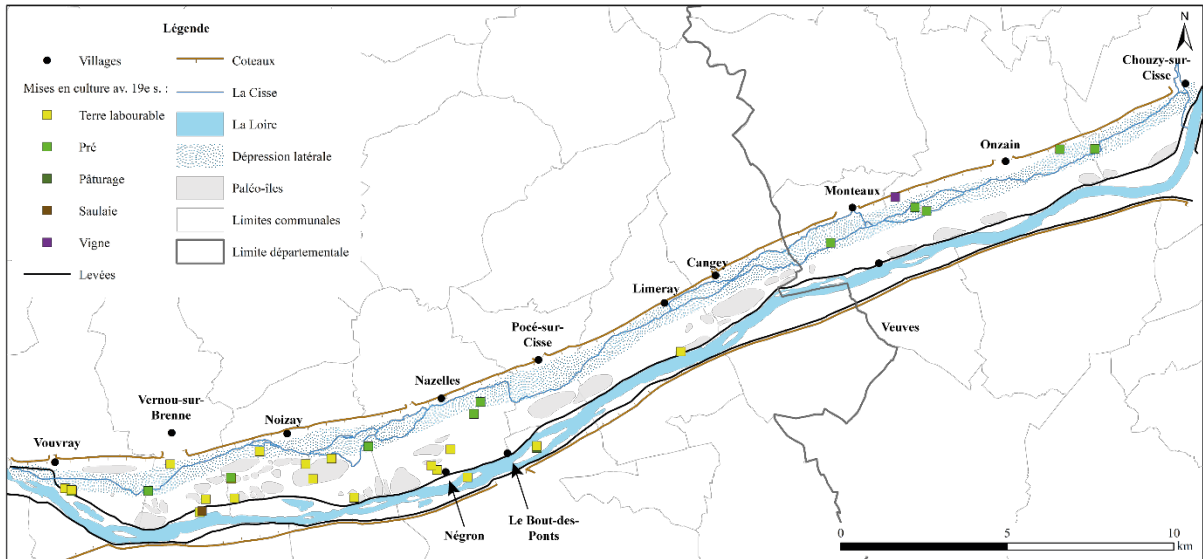 Légende
Villages
Mises en culture av. 19e s. :
Terre labourable
Pré
Pâturage
Saulaie
Vigne
Levées
Coteaux
La Cisse
La Loire
Dépression latérale
Paléo-îles
Limites communales
Limite départementale
N
Chouzy-sur-
Cisse
Onzain
Monteaux
Cangey
Limeray
Veuves
Pocé-sur-
Cisse
Nazelles
Vernou-sur-
Brenne
Noizay
Vouvray
Négron
Le Bout-des-
Ponts
0 5 10
km